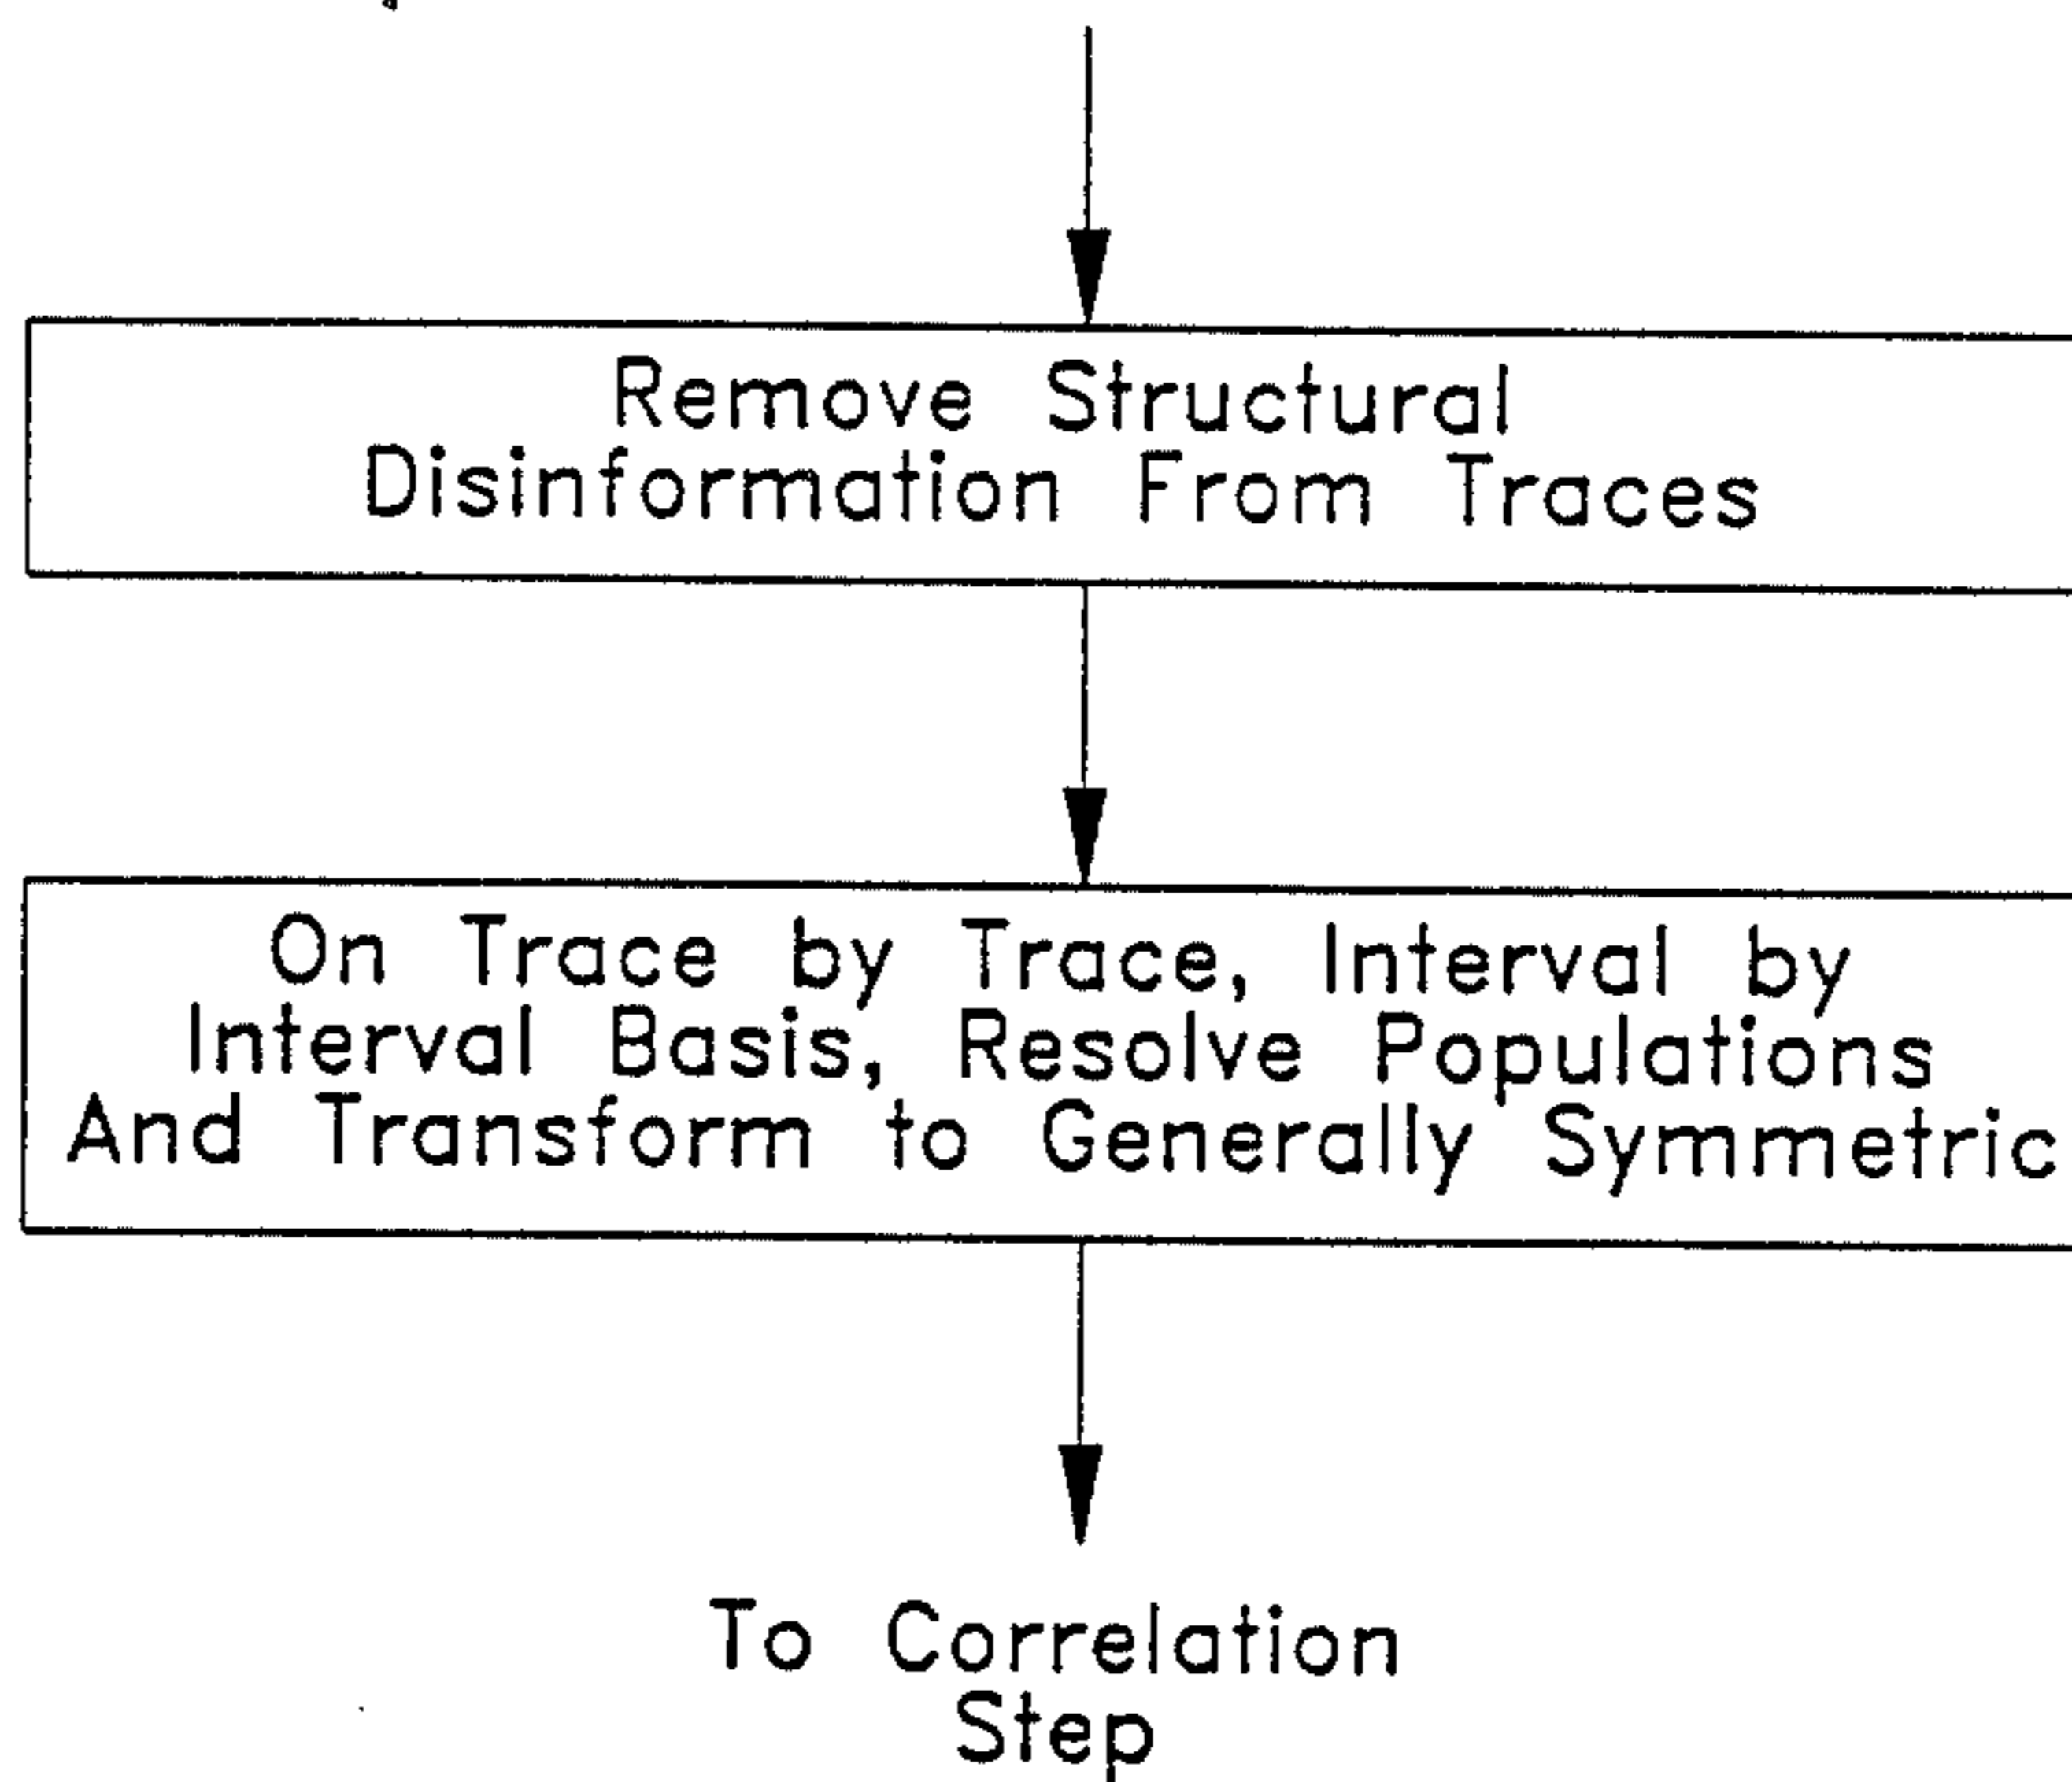 Remove Structural
Disinformation From Traces
On Trace by Trace, Interval by
Interval Basis, Resolve Populations
And Transform to Generally Symmetric
To Correlation
Step